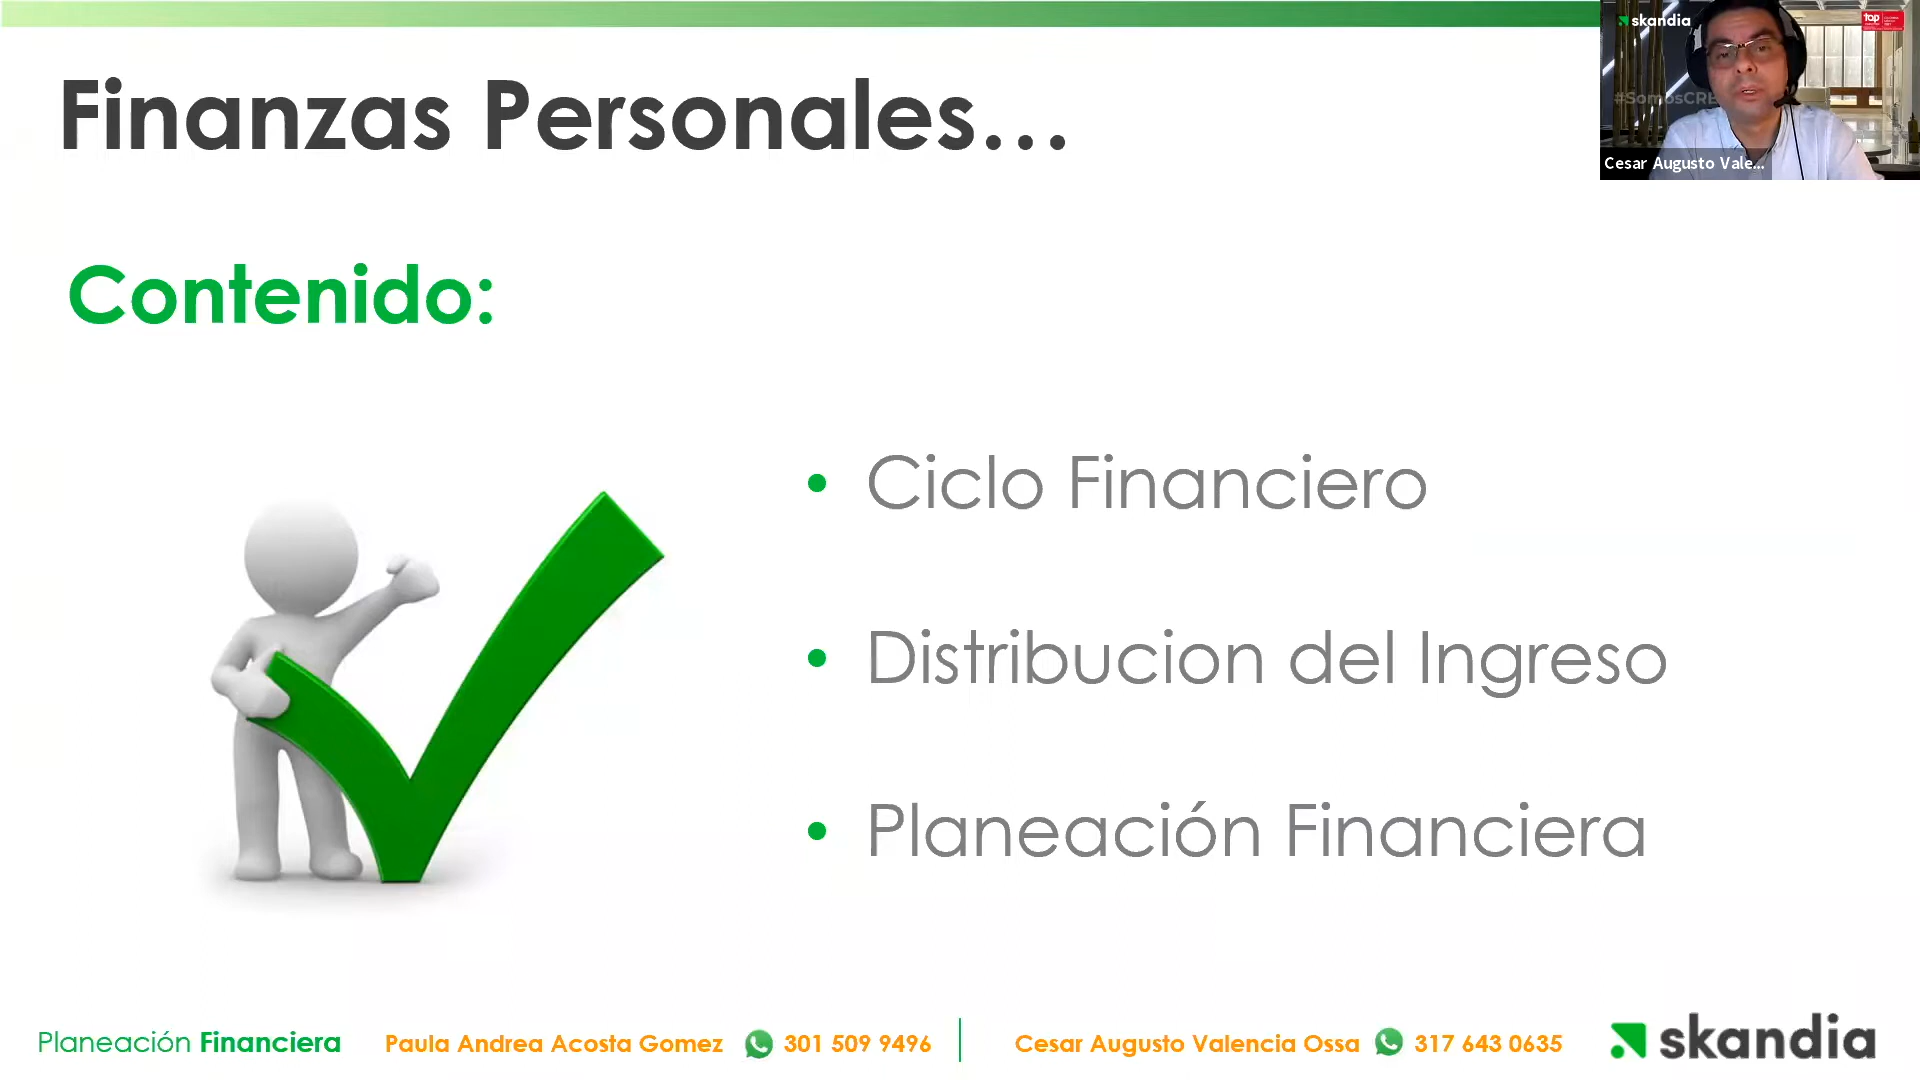 skandia
top
#SomosCRE
Cesar Augusto Vale...
Finanzas Personales...
Contenido:
• Ciclo Financiero
• Distribucion del Ingreso
• Planeación Financiera
Planeación Financiera
Paula Andrea Acosta Gomez 301 509 9496
Cesar Augusto Valencia Ossa 317 643 0635
skandia